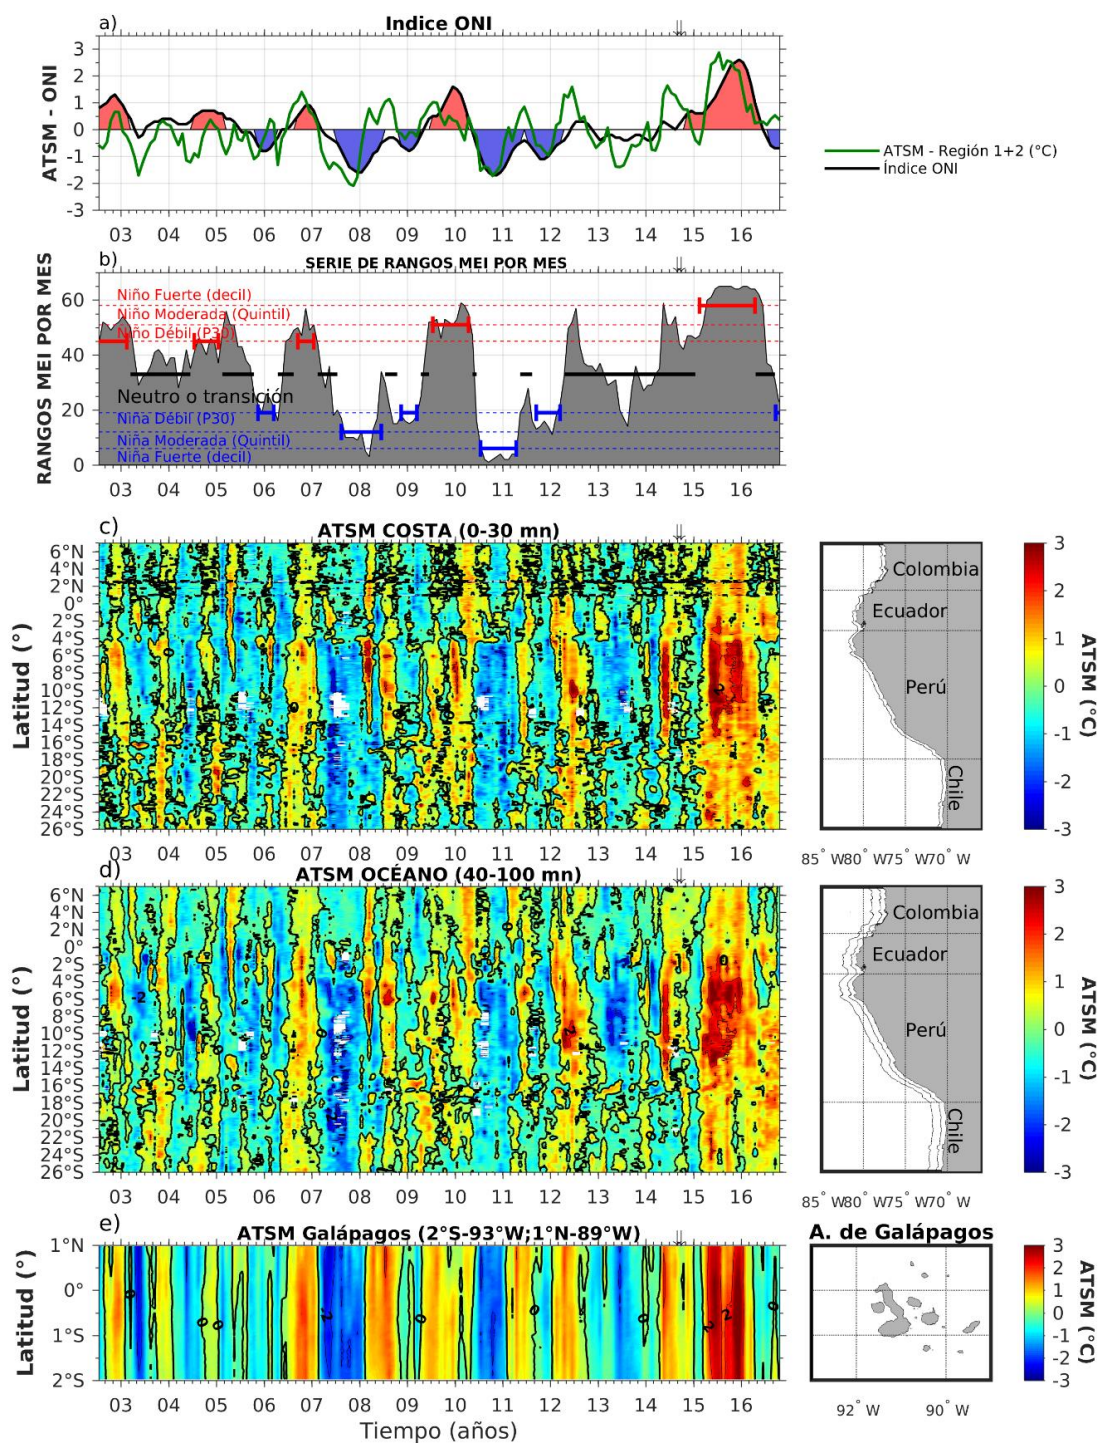 a) Indice ONI
ATSM - ONI
3
2
1
0
-1
-2
-3
03 04 05 06 07 08 09 10 11 12 13 14 15 16
ATSM - Región 1+2 (°C)
Índice ONI
b) SERIE DE RANGOS MEI POR MES
RANGOS MEI POR MES
60
40
20
0
Niño Fuerte (decil)
Niño Moderada (Quintil)
Niño Débil (P30)
Neutro o transición
Niña Débil (P30)
Niña Moderada (Quintil)
Niña Fuerte (decil)
03 04 05 06 07 08 09 10 11 12 13 14 15 16
c) ATSM COSTA (0-30 mn)
Latitud (°)
6°N
4°N
2°N
0°
2°S
4°S
6°S
8°S
10°S
12°S
14°S
16°S
18°S
20°S
22°S
24°S
26°S
03 04 05 06 07 08 09 10 11 12 13 14 15 16
Colombia
Ecuador
Perú
Chile
85° W 80° W 75° W 70° W
3
2
1
0
-1
-2
-3
ATSM (°C)
d) ATSM OCÉANO (40-100 mn)
Latitud (°)
6°N
4°N
2°N
0°
2°S
4°S
6°S
8°S
10°S
12°S
14°S
16°S
18°S
20°S
22°S
24°S
26°S
03 04 05 06 07 08 09 10 11 12 13 14 15 16
Colombia
Ecuador
Perú
Chile
85° W 80° W 75° W 70° W
3
2
1
0
-1
-2
-3
ATSM (°C)
e) ATSM Galápagos (2°S-93°W;1°N-89°W)
Latitud (°)
1°N
0°
1°S
2°S
03 04 05 06 07 08 09 10 11 12 13 14 15 16
Tiempo (años)
A. de Galápagos
92° W 90° W
3
2
1
0
-1
-2
-3
ATSM (°C)